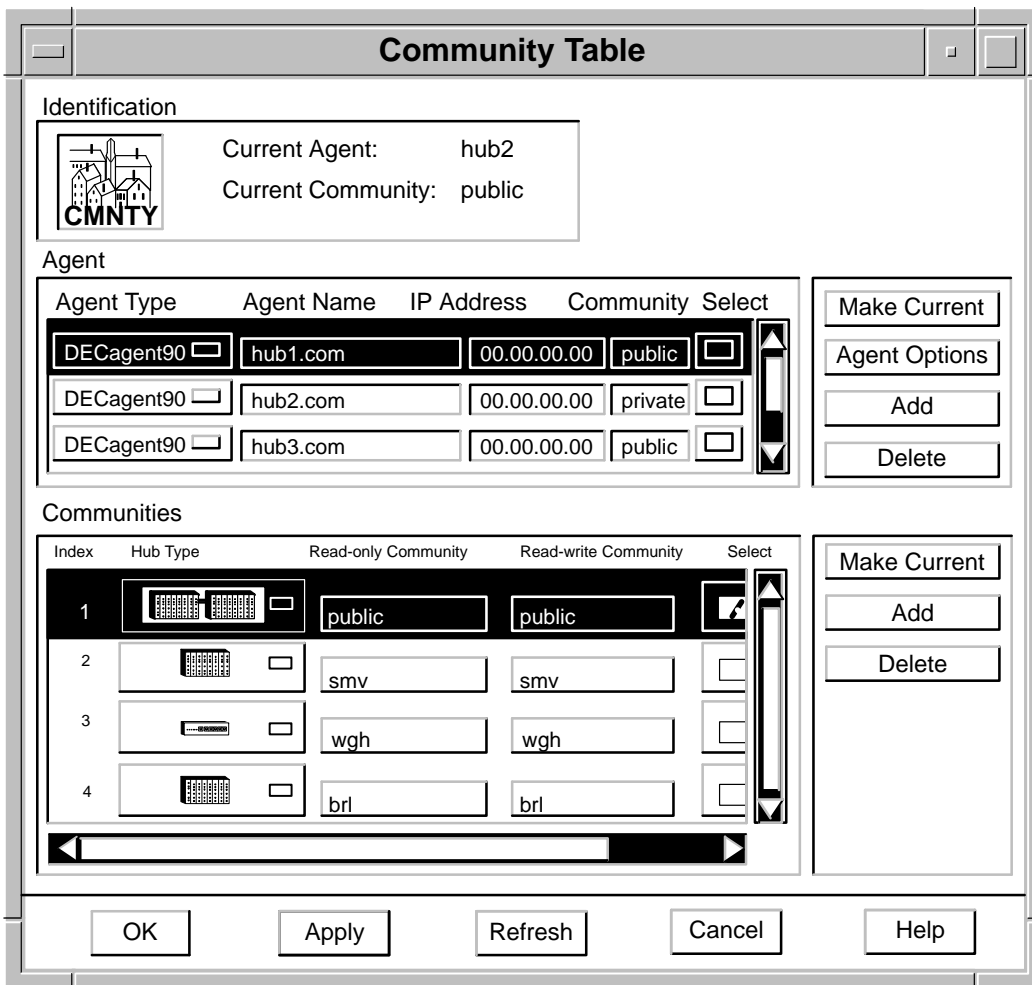 Community Table
Identification
CMNTY
Current Agent: hub2
Current Community: public
Agent
Agent Type Agent Name IP Address Community Select
DECagent90 hub1.com 00.00.00.00 public
DECagent90 hub2.com 00.00.00.00 private
DECagent90 hub3.com 00.00.00.00 public
Make Current
Agent Options
Add
Delete
Communities
Index Hub Type Read-only Community Read-write Community Select
1 public public
2 smv smv
3 wgh wgh
4 brl brl
Make Current
Add
Delete
OK Apply Refresh Cancel Help